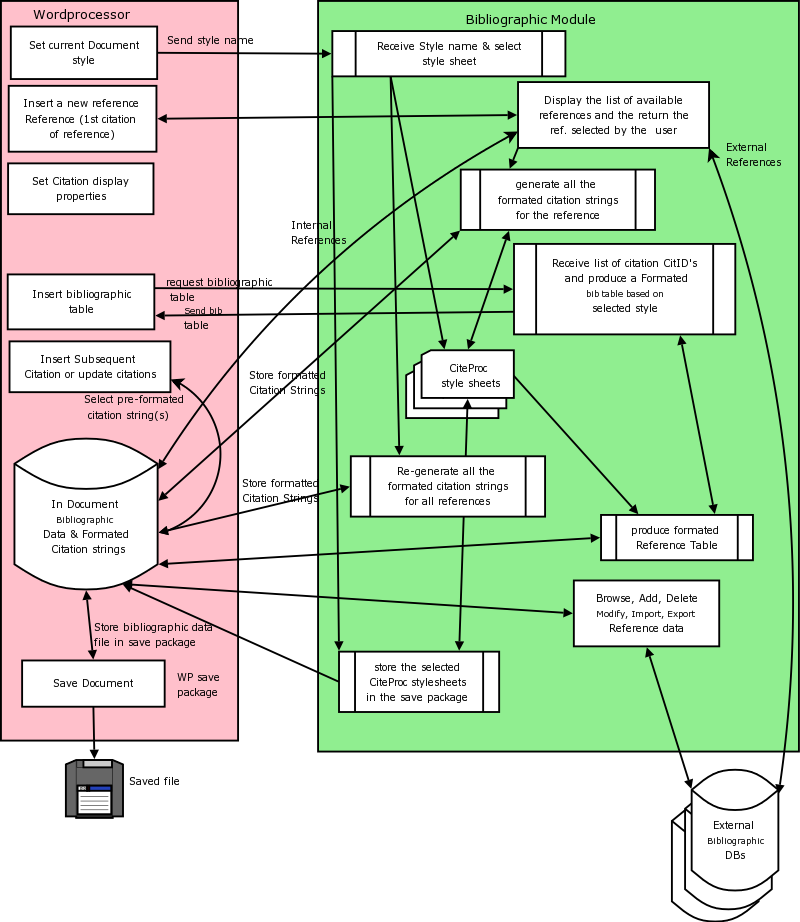 Wordprocessor
Bibliographic Module
Set current Document
style
Send style name
Receive Style name & select
style sheet
Insert a new reference
Reference (1st citation
of reference)
Display the list of available
references and the return the
ref. selected by the  user
External
References
Set Citation display
properties
generate all the
formated citation strings
for the reference
Internal
References
Receive list of citation CitID's
and produce a Formated
bib table based on
selected style
Insert bibliographic
table
request bibliographic
table
Send bib
table
Insert Subsequent
Citation or update citations
CiteProc
style sheets
Store formatted
Citation Strings
Select pre-formated
citation string(s)
Re-generate all the
formated citation strings
for all references
Store formatted
Citation Strings
In Document
Bibliographic
Data & Formated
Citation strings
produce formated
Reference Table
Browse, Add, Delete
Modify, Import, Export
Reference data
Store bibliographic data
file in save package
Save Document
WP save
package
store the selected
CiteProc stylesheets
in the save package
Saved file
External
Bibliographic
DBs